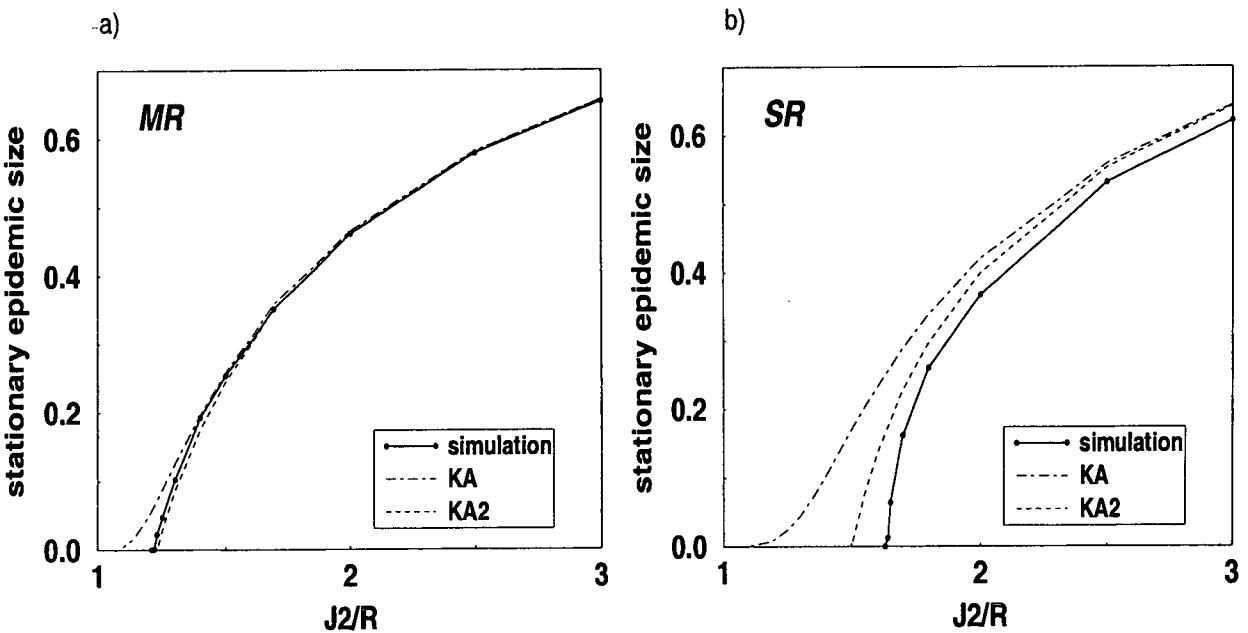 a)
MR
stationary epidemic size
0.6
0.4
0.2
0.0
simulation
KA
KA2
1
2
3
J2/R
b)
SR
stationary epidemic size
0.6
0.4
0.2
0.0
simulation
KA
KA2
1
2
3
J2/R